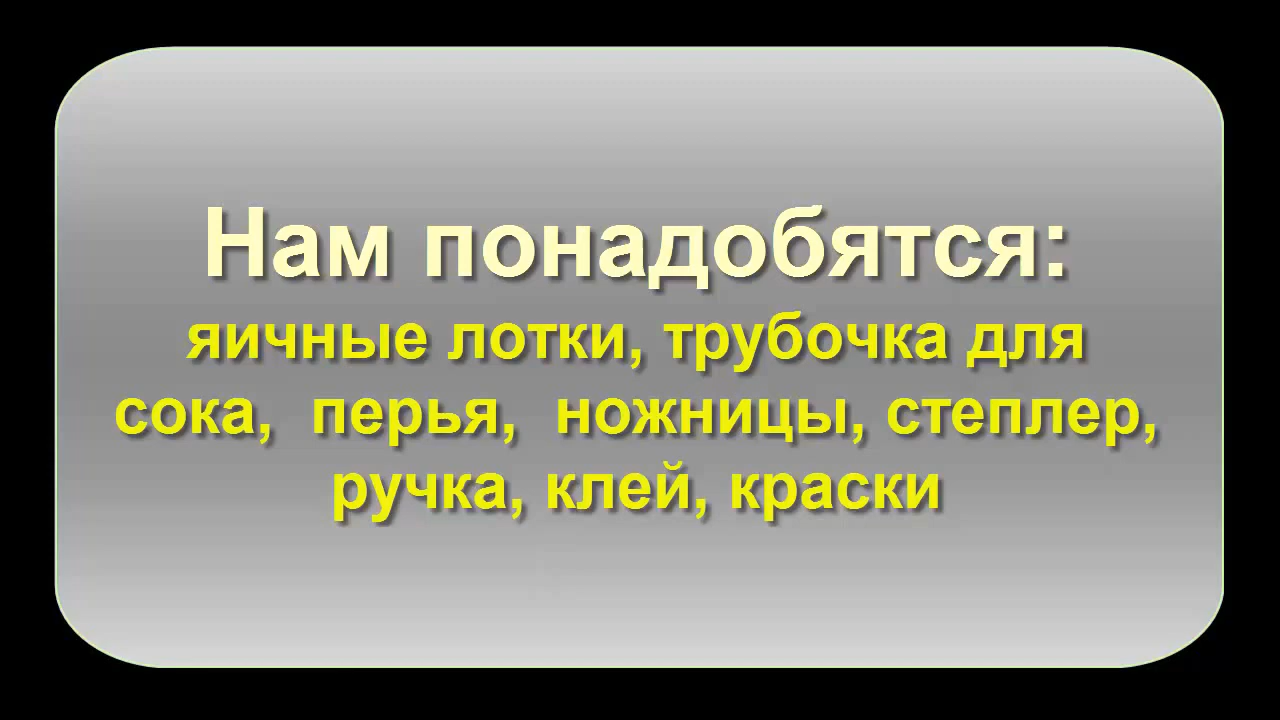 Нам понадобятся:
яичные лотки, трубочка для
сока, перья, ножницы, степлер,
ручка, клей, краски